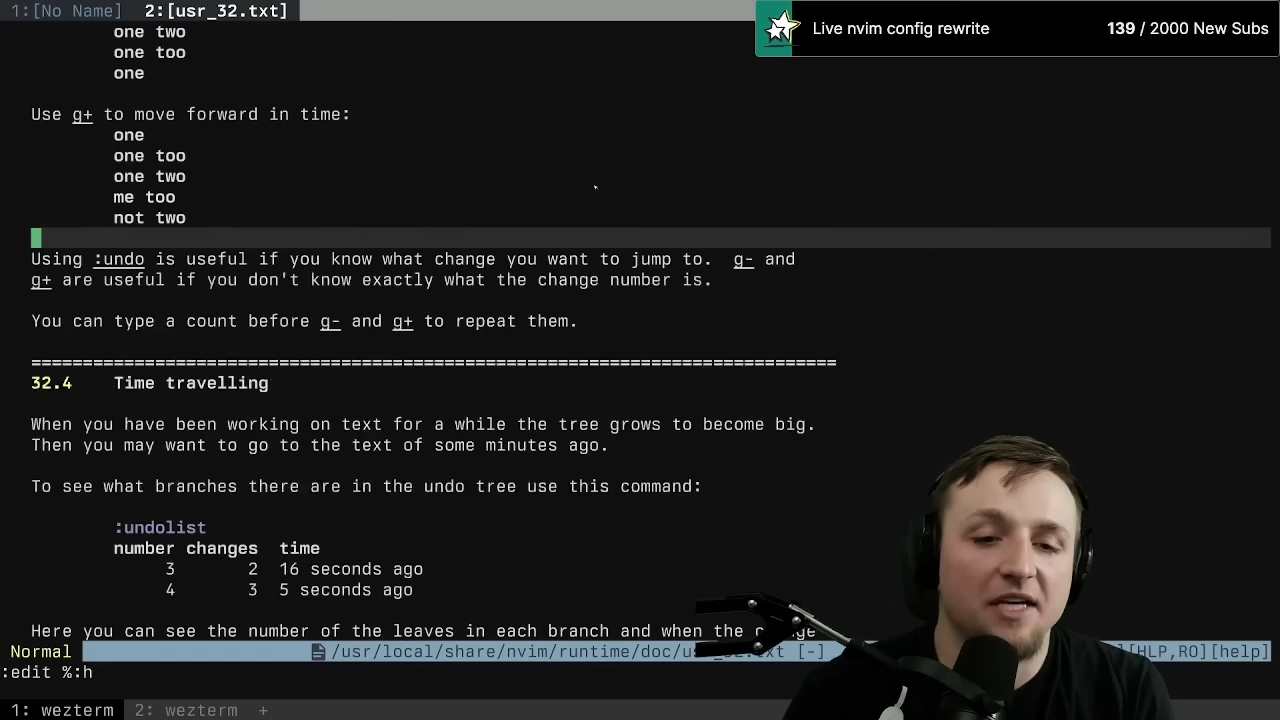 1:[No Name]  2:[usr_32.txt]
Live nvim config rewrite 139 / 2000 New Subs
one two
one too
one
Use g+ to move forward in time:
one
one too
one two
me too
not two
Using :undo is useful if you know what change you want to jump to.  g- and
g+ are useful if you don't know exactly what the change number is.
You can type a count before g- and g+ to repeat them.
==============================================================================
32.4    Time travelling
When you have been working on text for a while the tree grows to become big.
Then you may want to go to the text of some minutes ago.
To see what branches there are in the undo tree use this command:
:undolist
number changes  time
3       2  16 seconds ago
4       3  5 seconds ago
Here you can see the number of the leaves in each branch and when the
Normal /usr/local/share/nvim/runtime/doc/ .txt [-] [HLP,RO][help]
:edit %:h
1: wezterm  2: wezterm  +